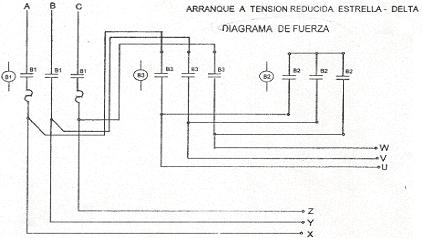 ARRANQUE A TENSION REDUCIDA ESTRELLA - DELTA
A B C
DIAGRAMA DE FUERZA
B1 B1 B1 B1 B3 B3 B3 B3 B2 B2 B2 B2
W
V
U
Z
Y
X